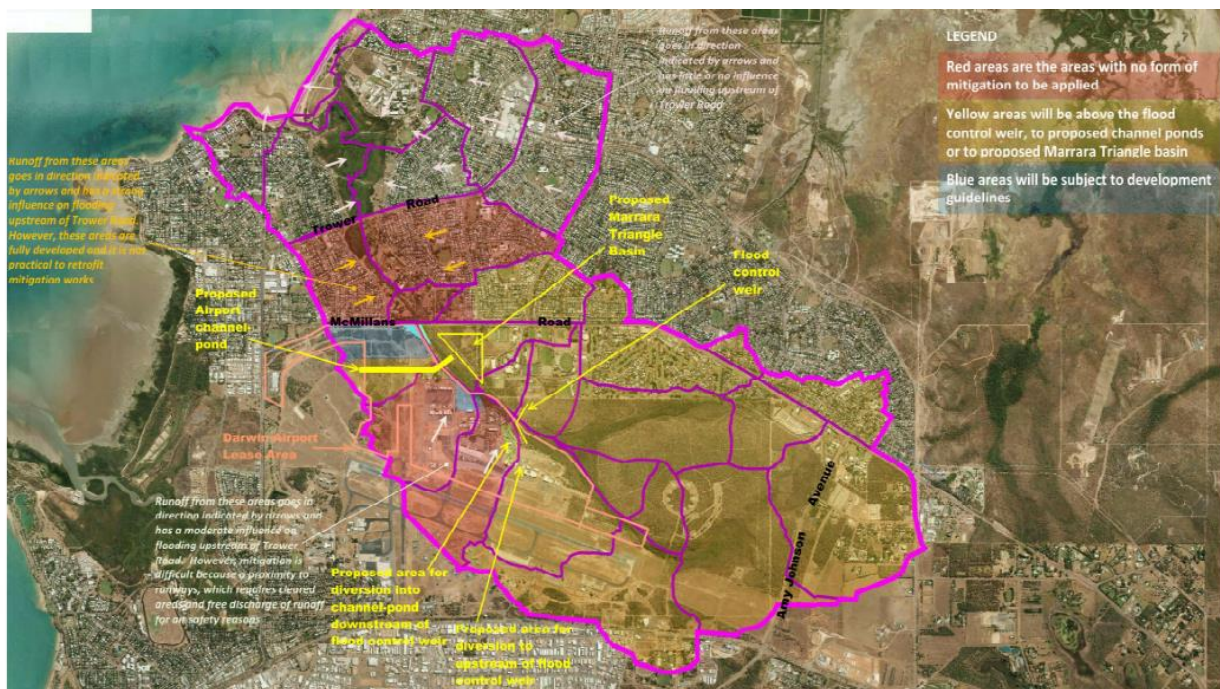 Runoff from these areas
goes in direction
indicated by arrows and
has little or no influence
on flooding upstream of
Trower Road
LEGEND
Red areas are the areas with no form of
mitigation to be applied
Yellow areas will be above the flood
control weir, to proposed channel ponds
or to proposed Marrara Triangle basin
Blue areas will be subject to development
guidelines
Runoff from these areas
goes in direction indicated
by arrows and has a strong
influence on flooding
upstream of Trower Road.
However, these areas are
fully developed and it is not
practical to retrofit
mitigation works
Trower Road
Proposed
Marrara
Triangle
Basin
Flood
control
weir
Proposed
Airport
channel-
pond
McMillans Road
Darwin Airport
Lease Area
Amy Johnson Avenue
Runoff from these areas goes in
direction indicated by arrows and
has a moderate influence on
flooding upstream of Trower
Road. However, mitigation is
difficult because a proximity to
runways, which requires cleared
areas and free discharge of runoff
for air safety reasons
Proposed area for
diversion into
channel-pond
downstream of
flood control weir
Proposed area for
diversion to
upstream of flood
control weir